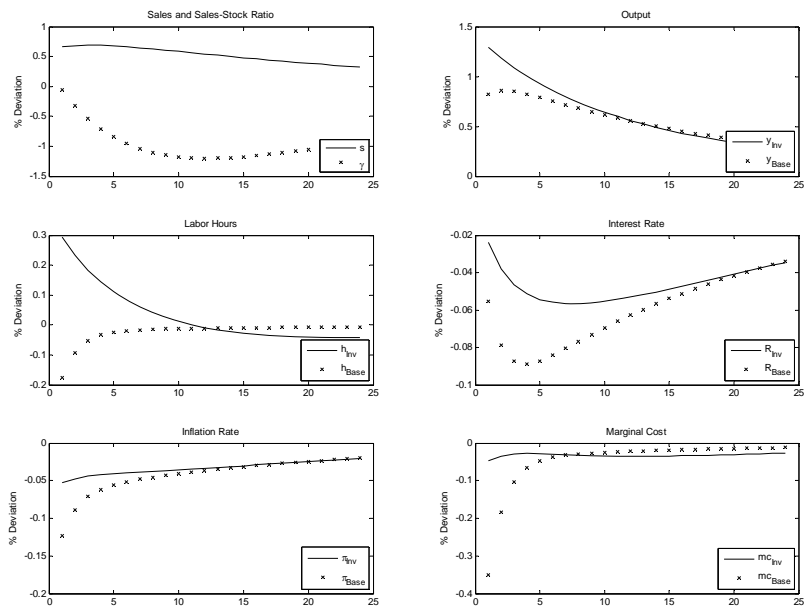 Sales and Sales-Stock Ratio
% Deviation
1
0.5
0
-0.5
-1
-1.5
0 5 10 15 20 25
s
γ
Output
% Deviation
1.5
1
0.5
0
0 5 10 15 20 25
y_Inv
y_Base
Labor Hours
% Deviation
0.3
0.2
0.1
0
-0.1
-0.2
0 5 10 15 20 25
h_Inv
h_Base
Interest Rate
% Deviation
-0.02
-0.04
-0.06
-0.08
-0.1
0 5 10 15 20 25
R_Inv
R_Base
Inflation Rate
% Deviation
0
-0.05
-0.1
-0.15
-0.2
0 5 10 15 20 25
π_Inv
π_Base
Marginal Cost
% Deviation
0
-0.1
-0.2
-0.3
-0.4
0 5 10 15 20 25
mc_Inv
mc_Base